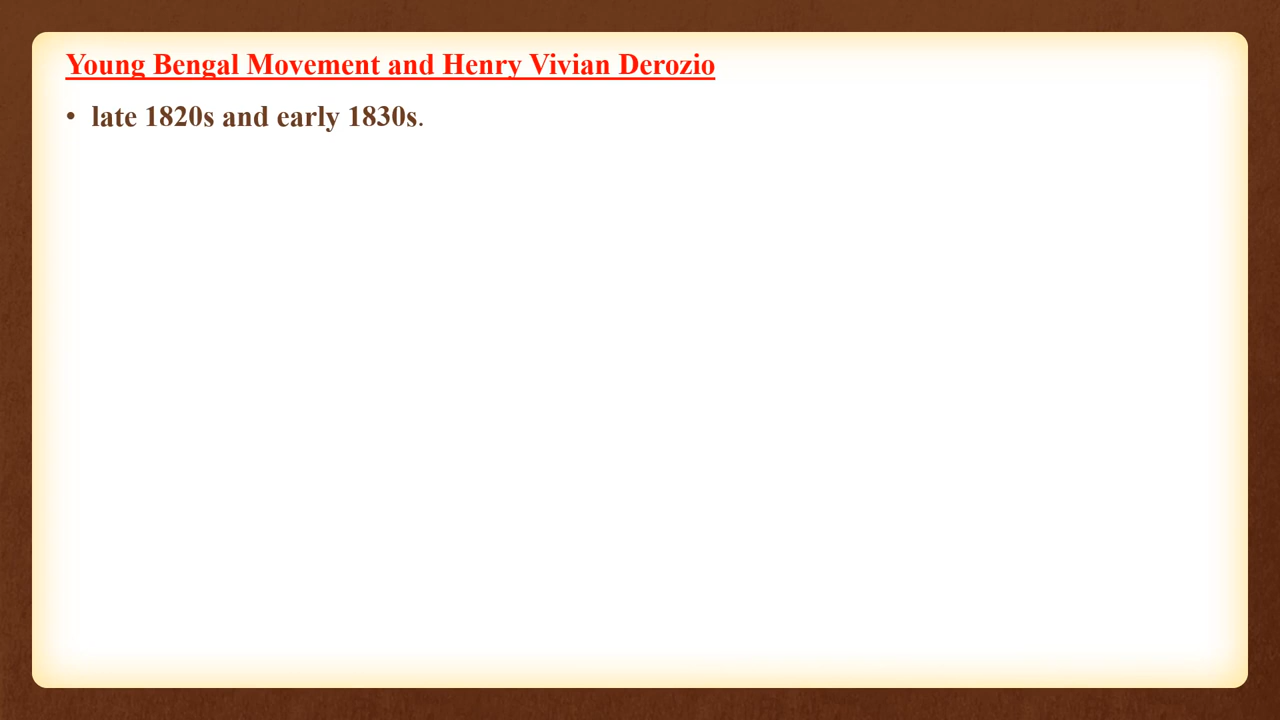 Young Bengal Movement and Henry Vivian Derozio
• late 1820s and early 1830s.